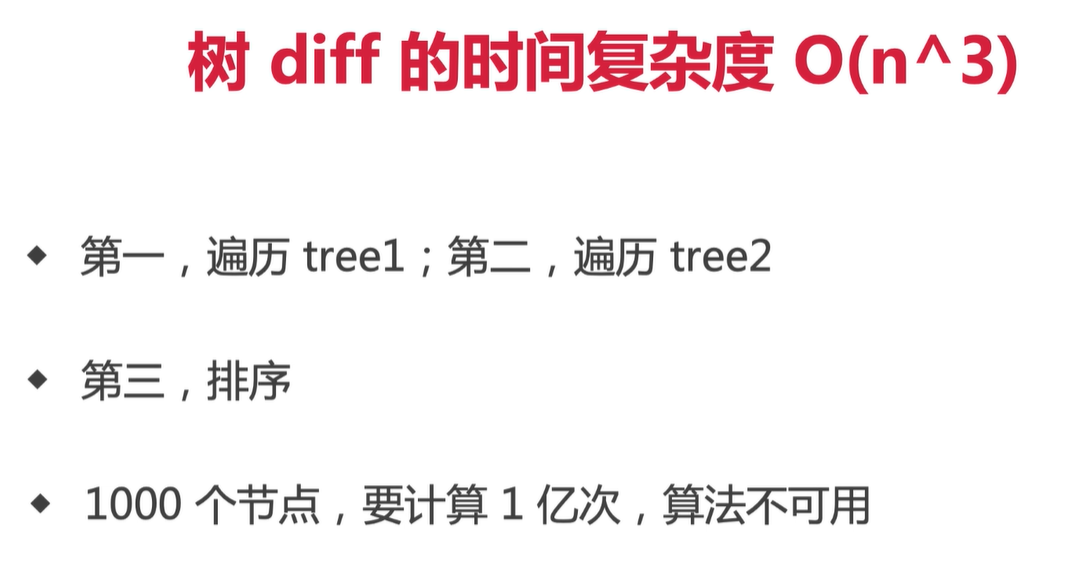 树 diff 的时间复杂度 O(n^3)
◆ 第一，遍历 tree1；第二，遍历 tree2
◆ 第三，排序
◆ 1000 个节点，要计算 1 亿次，算法不可用